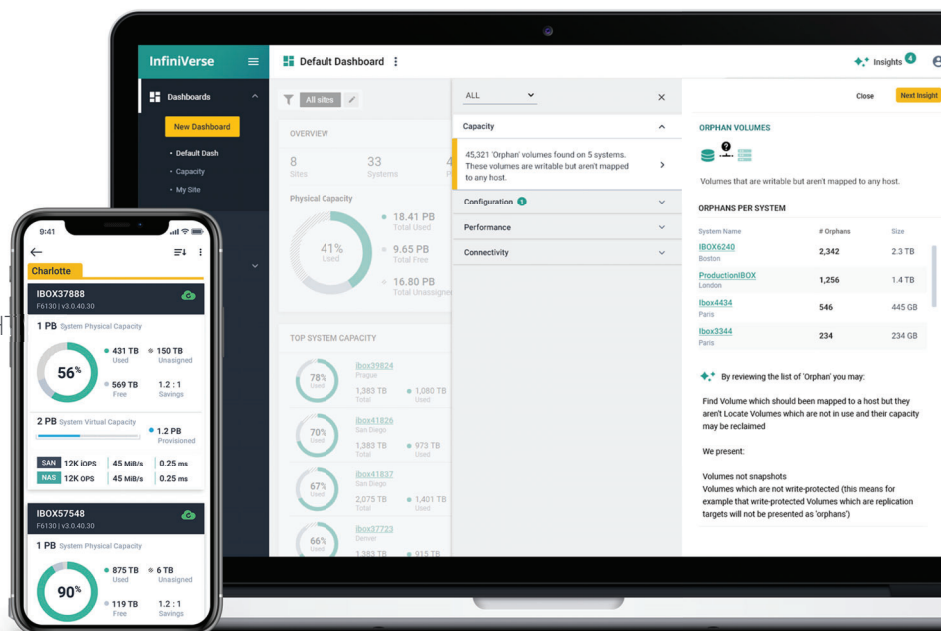 InfiniVerse
Default Dashboard
Insights 4
Dashboards
New Dashboard
Default Dash
Capacity
My Site
All sites
OVERVIEW
8
Sites
33
Systems
4
Physical Capacity
41%
Used
18.41 PB
Total Used
9.65 PB
Total Free
16.80 PB
Total Unassigne
TOP SYSTEM CAPACITY
78%
Used
ibox39824
Prague
1,383 TB
Total
1,080 TB
Used
70%
Used
ibox41826
San Diego
1,383 TB
Total
973 TB
Used
67%
Used
ibox41837
San Diego
2,075 TB
Total
1,401 TB
Used
66%
Used
ibox37723
Denver
1,383 TB
915 TB
ALL
Capacity
45,321 'Orphan' volumes found on 5 systems.
These volumes are writable but aren't mapped
to any host.
Configuration 1
Performance
Connectivity
Close
Next Insight
ORPHAN VOLUMES
?
Volumes that are writable but aren't mapped to any host.
ORPHANS PER SYSTEM
System Name # Orphans Size
IBOX6240 2,342 2.3 TB
Boston
ProductionIBOX 1,256 1.4 TB
London
Ibox4434 546 445 GB
Paris
Ibox3344 234 234 GB
Paris
By reviewing the list of 'Orphan' you may:
Find Volume which should been mapped to a host but they
aren't Locate Volumes which are not in use and their capacity
may be reclaimed
We present:
Volumes not snapshots
Volumes which are not write-protected (this means for
example that write-protected Volumes which are replication
targets will not be presented as 'orphans')
9:41
Charlotte
IBOX37888
F6130 | v3.0.40.30
1 PB System Physical Capacity
56%
431 TB
Used
150 TB
Unasigned
569 TB
Free
1.2 : 1
Savings
2 PB System Virtual Capacity
1.2 PB
Provisioned
SAN 12K iOPS 45 MiB/s 0.25 ms
NAS 12K OPS 45 MiB/s 0.25 ms
IBOX57548
F6130 | v3.0.40.30
1 PB System Physical Capacity
90%
875 TB
Used
6 TB
Unasigned
119 TB
Free
1.2 : 1
Savings